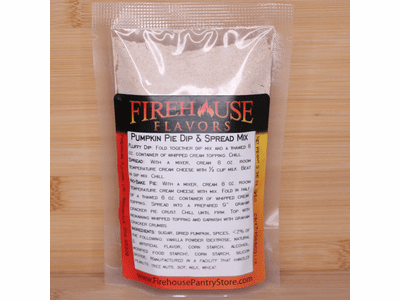 FIREHOUSE
FLAVORS
PUMPKIN PIE DIP & SPREAD MIX
FLUFFY DIP: FOLD TOGETHER DIP MIX AND A THAWED 8
OZ. CONTAINER OF WHIPPED CREAM TOPPING. CHILL.
SPREAD: WITH A MIXER, CREAM 8 OZ. ROOM
TEMPERATURE CREAM CHEESE WITH ⅓ CUP MILK. BEAT
IN DIP MIX. CHILL.
NO-BAKE PIE: WITH A MIXER, CREAM 8 OZ. ROOM
TEMPERATURE CREAM CHEESE WITH MIX. FOLD IN HALF
OF A THAWED 8 OZ. CONTAINER OF WHIPPED CREAM
TOPPING. SPREAD INTO A PREPARED 9" GRAHAM
CRACKER PIE CRUST. CHILL UNTIL FIRM. TOP WITH
REMAINING WHIPPED TOPPING AND GARNISH WITH GRAHAM
CRACKER CRUMBS.
INGREDIENTS: SUGAR, DRIED PUMPKIN, SPICES, <2% OF
THE FOLLOWING: VANILLA POWDER (DEXTROSE, NATURAL
ARTIFICIAL FLAVOR, CORN STARCH, ALCOHOL,
MODIFIED FOOD STARCH), CORN STARCH, SILICON
DIOXIDE. MANUFACTURED IN A FACILITY THAT HANDLES
PEANUTS, TREE NUTS, SOY, MILK, WHEAT.
www.FirehousePantryStore.com